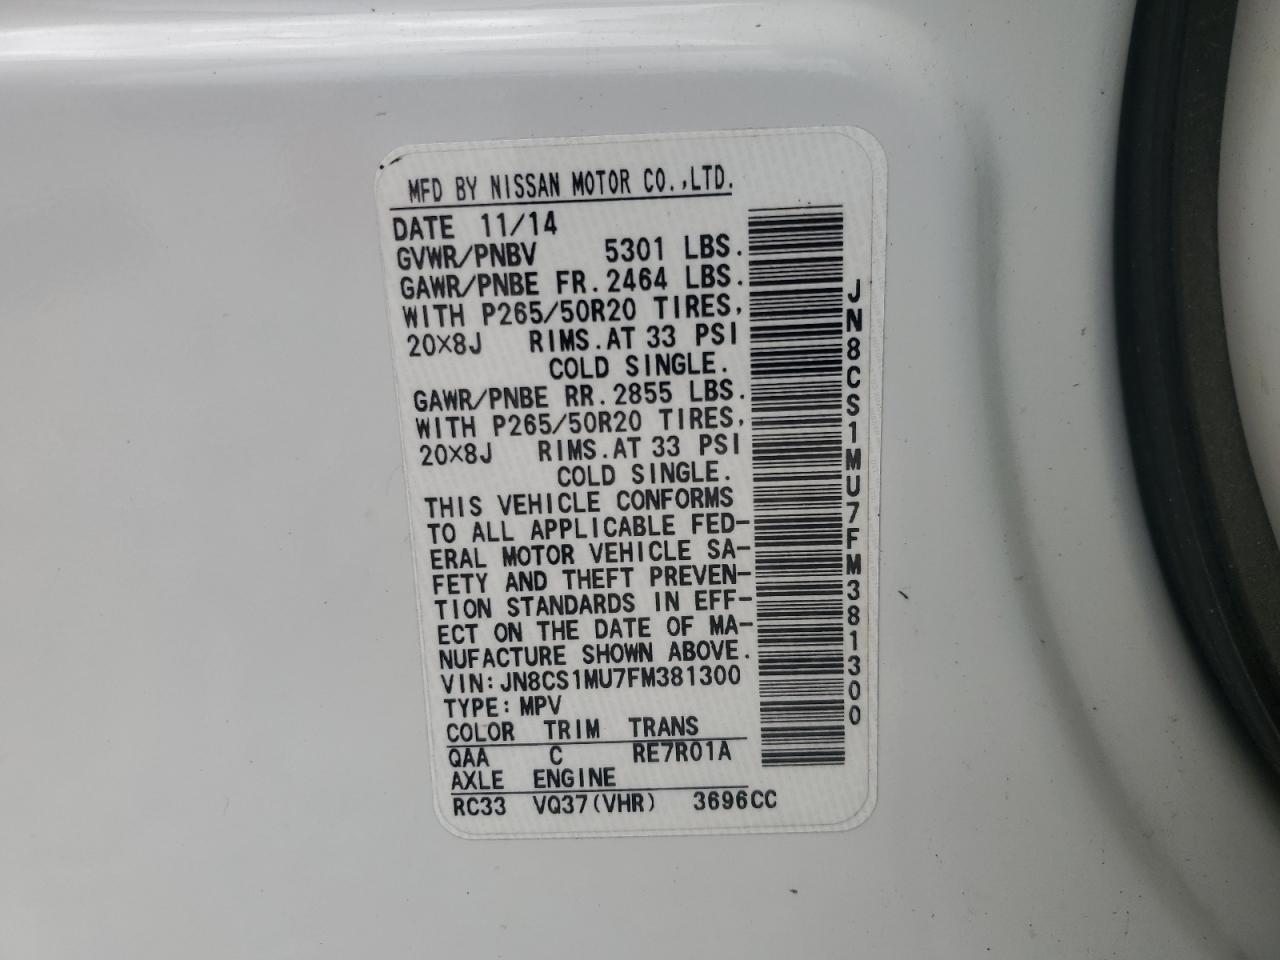 MFD BY NISSAN MOTOR CO.,LTD.
DATE 11/14
GVWR/PNBV 5301 LBS.
GAWR/PNBE FR.2464 LBS.
WITH P265/50R20 TIRES,
20×8J RIMS.AT 33 PSI
COLD SINGLE.
GAWR/PNBE RR.2855 LBS.
WITH P265/50R20 TIRES,
20×8J RIMS.AT 33 PSI
COLD SINGLE.
THIS VEHICLE CONFORMS
TO ALL APPLICABLE FED-
ERAL MOTOR VEHICLE SA-
FETY AND THEFT PREVEN-
TION STANDARDS IN EFF-
ECT ON THE DATE OF MA-
NUFACTURE SHOWN ABOVE.
VIN:JN8CS1MU7FM381300
TYPE:MPV
COLOR TRIM TRANS
QAA C RE7R01A
AXLE ENGINE
RC33 VQ37(VHR) 3696CC
JN8CS1MU7FM381300